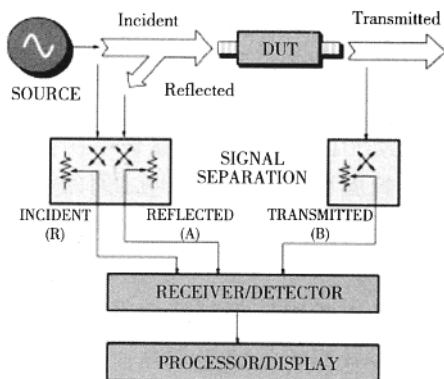 Incident
Transmitted
DUT
SOURCE
Reflected
SIGNAL
SEPARATION
INCIDENT
(R)
REFLECTED
(A)
TRANSMITTED
(B)
RECEIVER/DETECTOR
PROCESSOR/DISPLAY